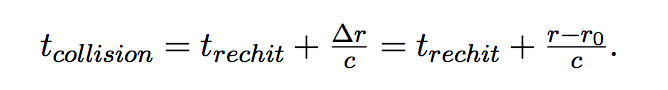 $t_{collision} = t_{rechit} + \frac{\Delta r}{c} = t_{rechit} + \frac{r - r_0}{c}.$